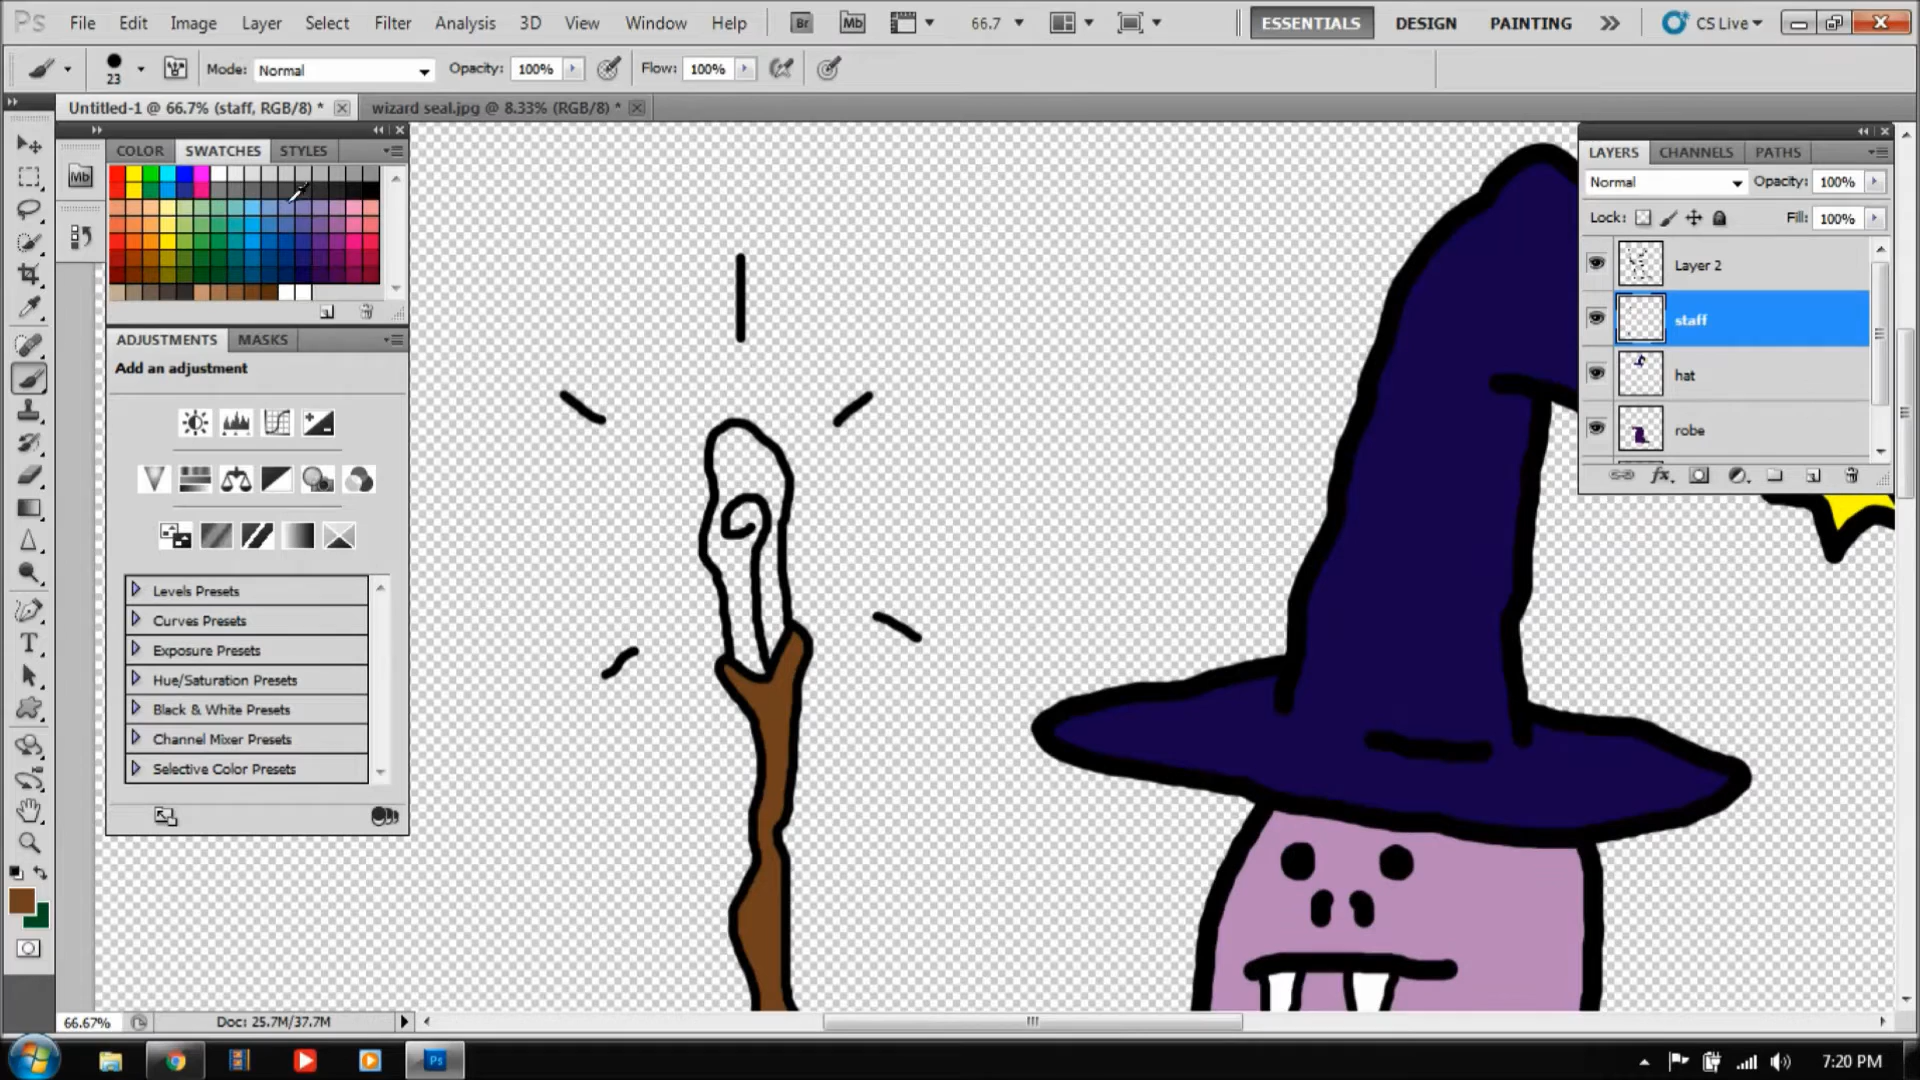 Ps File Edit Image Layer Select Filter Analysis 3D View Window Help Br Mb 66.7 ESSENTIALS DESIGN PAINTING CS Live
23 Mode: Normal Opacity: 100% Flow: 100%
Untitled-1 @ 66.7% (staff, RGB/8) * wizard seal.jpg @ 8.33% (RGB/8) *
COLOR SWATCHES STYLES
Mb
ADJUSTMENTS MASKS
Add an adjustment
Levels Presets
Curves Presets
Exposure Presets
Hue/Saturation Presets
Black & White Presets
Channel Mixer Presets
Selective Color Presets
LAYERS CHANNELS PATHS
Normal Opacity: 100%
Lock: Fill: 100%
Layer 2
staff
hat
robe
fx
T
66.67% Doc: 25.7M/37.7M
Ps 7:20 PM